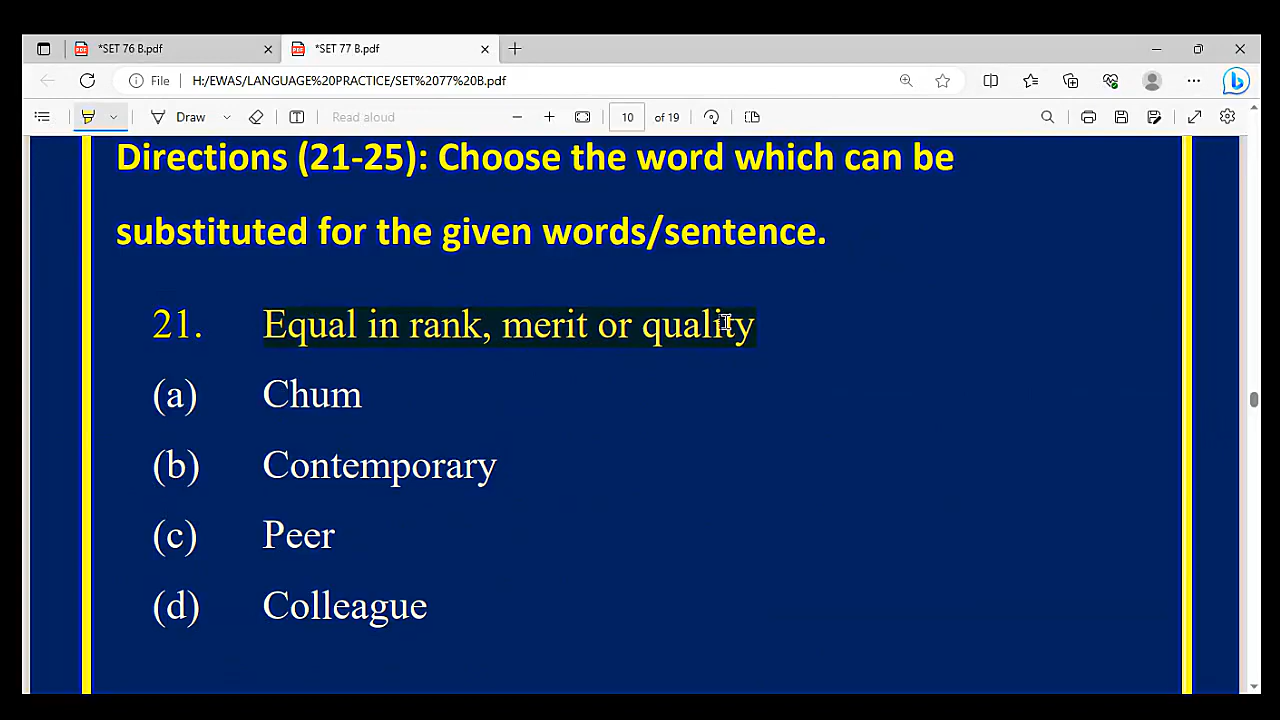 *SET 76 B.pdf
*SET 77 B.pdf
File
H:/EWAS/LANGUAGE%20PRACTICE/SET%2077%20B.pdf
Draw
Read aloud
10 of 19
Directions (21-25): Choose the word which can be
substituted for the given words/sentence.
21. Equal in rank, merit or quality
(a) Chum
(b) Contemporary
(c) Peer
(d) Colleague